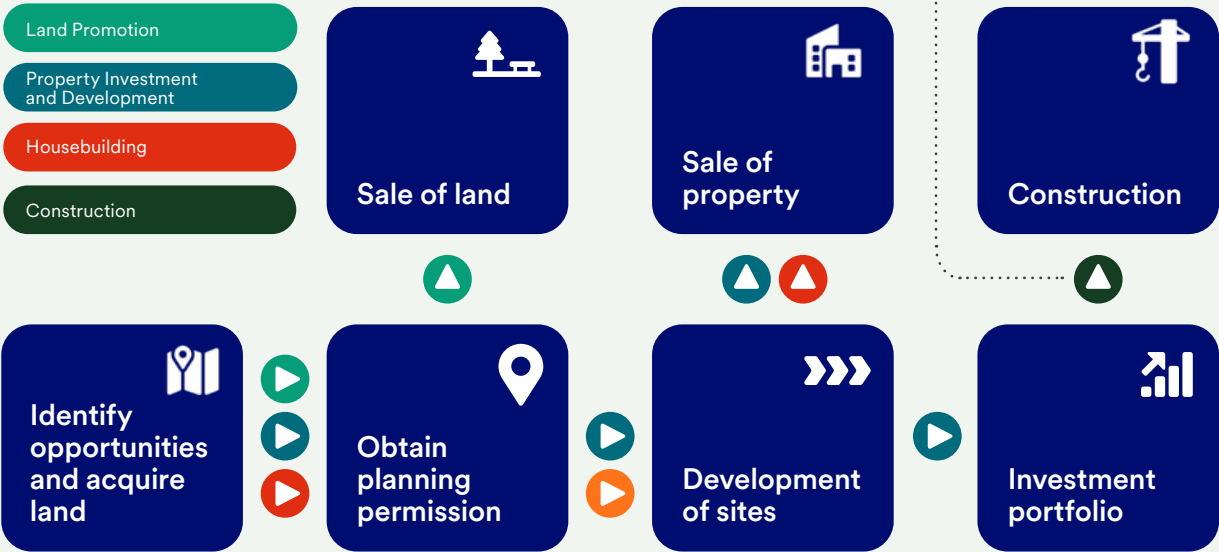 Land Promotion
Property Investment
and Development
Housebuilding
Construction
Sale of land
Sale of
property
Construction
Identify
opportunities
and acquire
land
Obtain
planning
permission
Development
of sites
Investment
portfolio